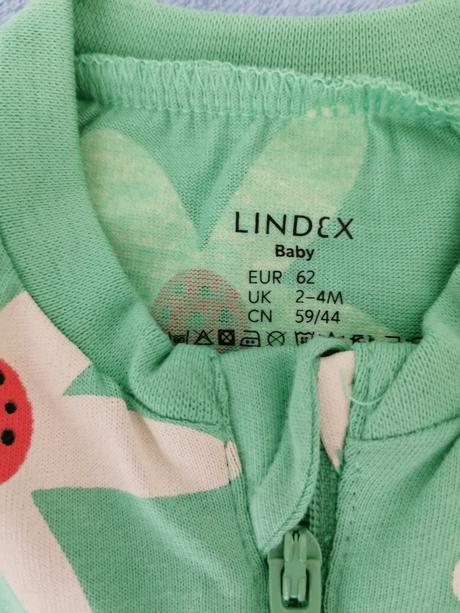 LINDEX
Baby
EUR 62
UK 2-4M
CN 59/44